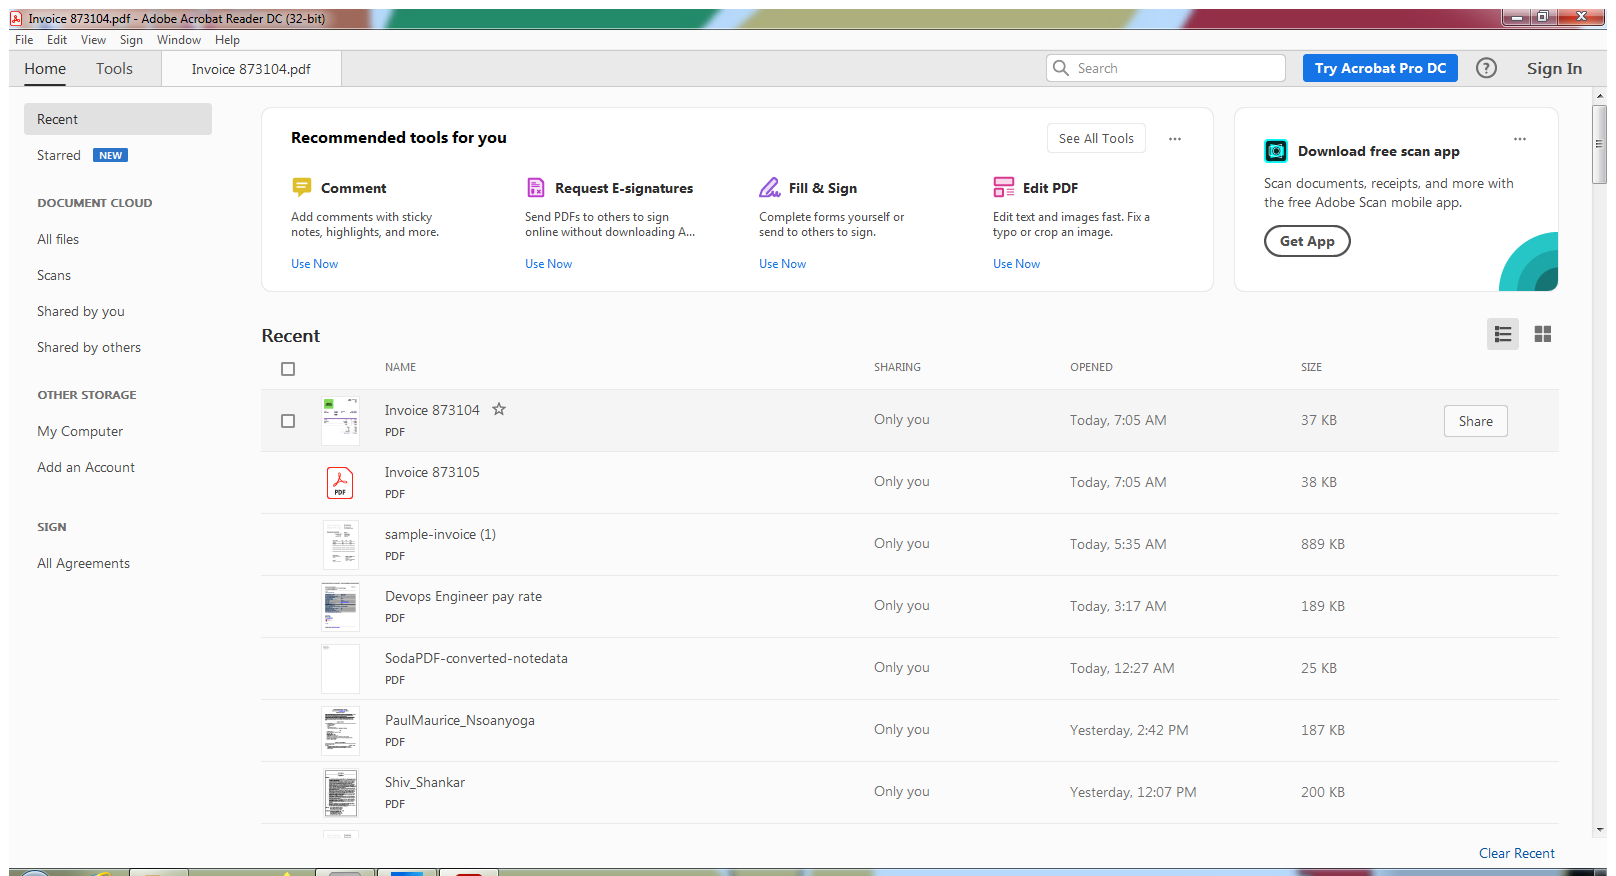 Invoice 873104.pdf - Adobe Acrobat Reader DC (32-bit)
File Edit View Sign Window Help
Home Tools Invoice 873104.pdf Search Try Acrobat Pro DC ? Sign In
Recent
Starred NEW
DOCUMENT CLOUD
All files
Scans
Shared by you
Shared by others
OTHER STORAGE
My Computer
Add an Account
SIGN
All Agreements
Recommended tools for you See All Tools ...
Comment
Add comments with sticky
notes, highlights, and more.
Use Now
Request E-signatures
Send PDFs to others to sign
online without downloading A...
Use Now
Fill & Sign
Complete forms yourself or
send to others to sign.
Use Now
Edit PDF
Edit text and images fast. Fix a
typo or crop an image.
Use Now
...
Download free scan app
Scan documents, receipts, and more with
the free Adobe Scan mobile app.
Get App
Recent
NAME SHARING OPENED SIZE
Invoice 873104 Only you Today, 7:05 AM 37 KB Share
PDF
Invoice 873105 Only you Today, 7:05 AM 38 KB
PDF
PDF
sample-invoice (1) Only you Today, 5:35 AM 889 KB
PDF
Devops Engineer pay rate Only you Today, 3:17 AM 189 KB
PDF
SodaPDF-converted-notedata Only you Today, 12:27 AM 25 KB
PDF
PaulMaurice_Nsoanyoga Only you Yesterday, 2:42 PM 187 KB
PDF
Shiv_Shankar Only you Yesterday, 12:07 PM 200 KB
PDF
Clear Recent